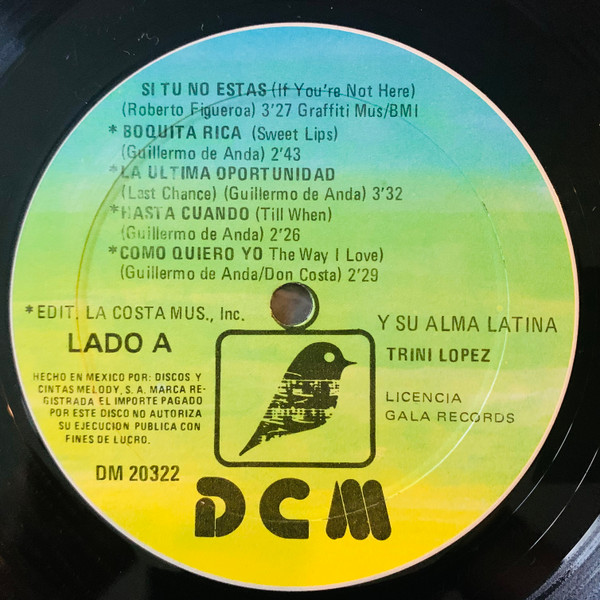 SI TU NO ESTAS (If You're Not Here)
(Roberto Figueroa) 3'27 Graffiti Mus/BMI
* BOQUITA RICA (Sweet Lips)
(Guillermo de Anda) 2'43
*LA ULTIMA OPORTUNIDAD
(Last Chance) (Guillermo de Anda) 3'32
*HASTA CUANDO (Till When)
(Guillermo de Anda) 2'26
*COMO QUIERO YO The Way I Love)
(Guillermo de Anda/Don Costa) 2'29
*EDIT. LA COSTA MUS., Inc.
LADO A
Y SU ALMA LATINA
TRINI LOPEZ
HECHO EN MEXICO POR: DISCOS Y
CINTAS MELODY, S. A. MARCA RE-
GISTRADA EL IMPORTE PAGADO
POR ESTE DISCO NO AUTORIZA
SU EJECUCION PUBLICA CON
FINES DE LUCRO.
LICENCIA
GALA RECORDS
DM 20322
DCM